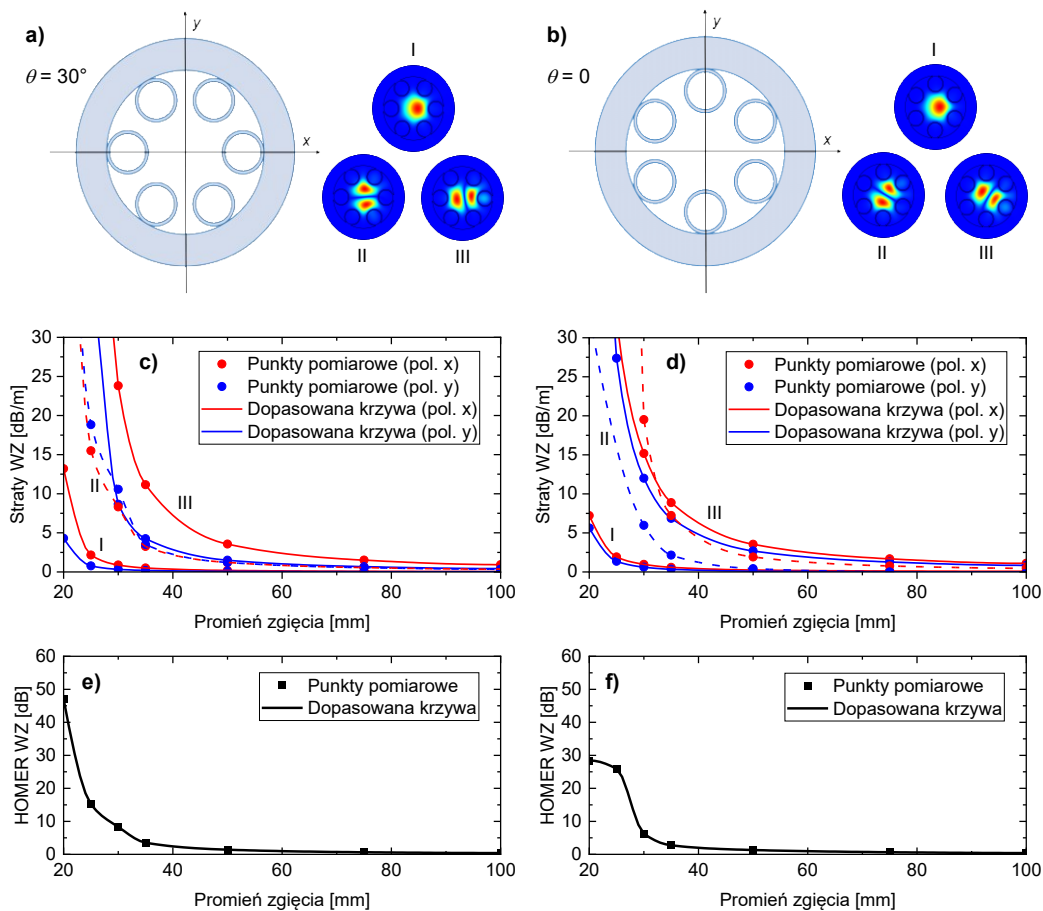 a)
θ = 30°
y
x
I
II
III
b)
θ = 0
y
x
I
II
III
c)
Punkty pomiarowe (pol. x)
Punkty pomiarowe (pol. y)
Dopasowana krzywa (pol. x)
Dopasowana krzywa (pol. y)
Straty WZ [dB/m]
30
25
20
15
10
5
0
I
II
III
20 40 60 80 100
Promień zgięcia [mm]
d)
Punkty pomiarowe (pol. x)
Punkty pomiarowe (pol. y)
Dopasowana krzywa (pol. x)
Dopasowana krzywa (pol. y)
Straty WZ [dB/m]
30
25
20
15
10
5
0
I
II
III
20 40 60 80 100
Promień zgięcia [mm]
e)
Punkty pomiarowe
Dopasowana krzywa
HOMER WZ [dB]
60
50
40
30
20
10
0
20 40 60 80 100
Promień zgięcia [mm]
f)
Punkty pomiarowe
Dopasowana krzywa
HOMER WZ [dB]
60
50
40
30
20
10
0
20 40 60 80 100
Promień zgięcia [mm]